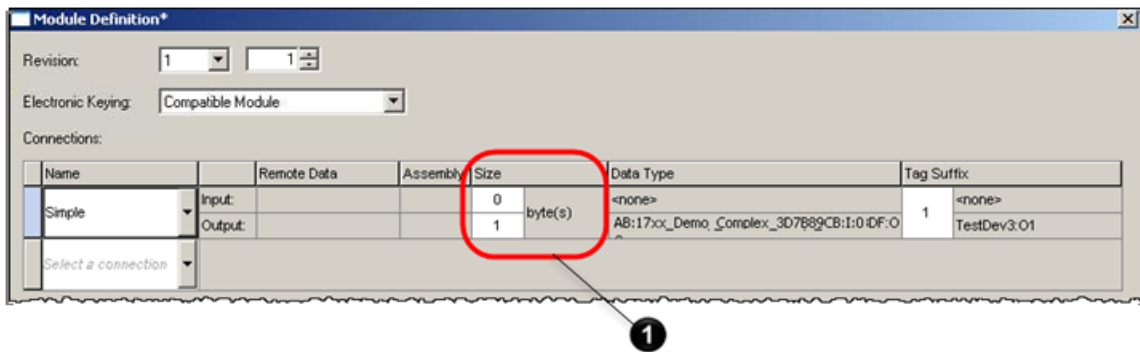 Module Definition*
Revision: 1 1
Electronic Keying: Compatible Module
Connections:
Name Remote Data Assembly Size Data Type Tag Suffix
Simple Input: 0 byte(s) <none> 1 <none>
Output: 1 AB:17xx_Demo_Complex_3D7B89CB:I:0:DF:O TestDev3:O1
Select a connection
1